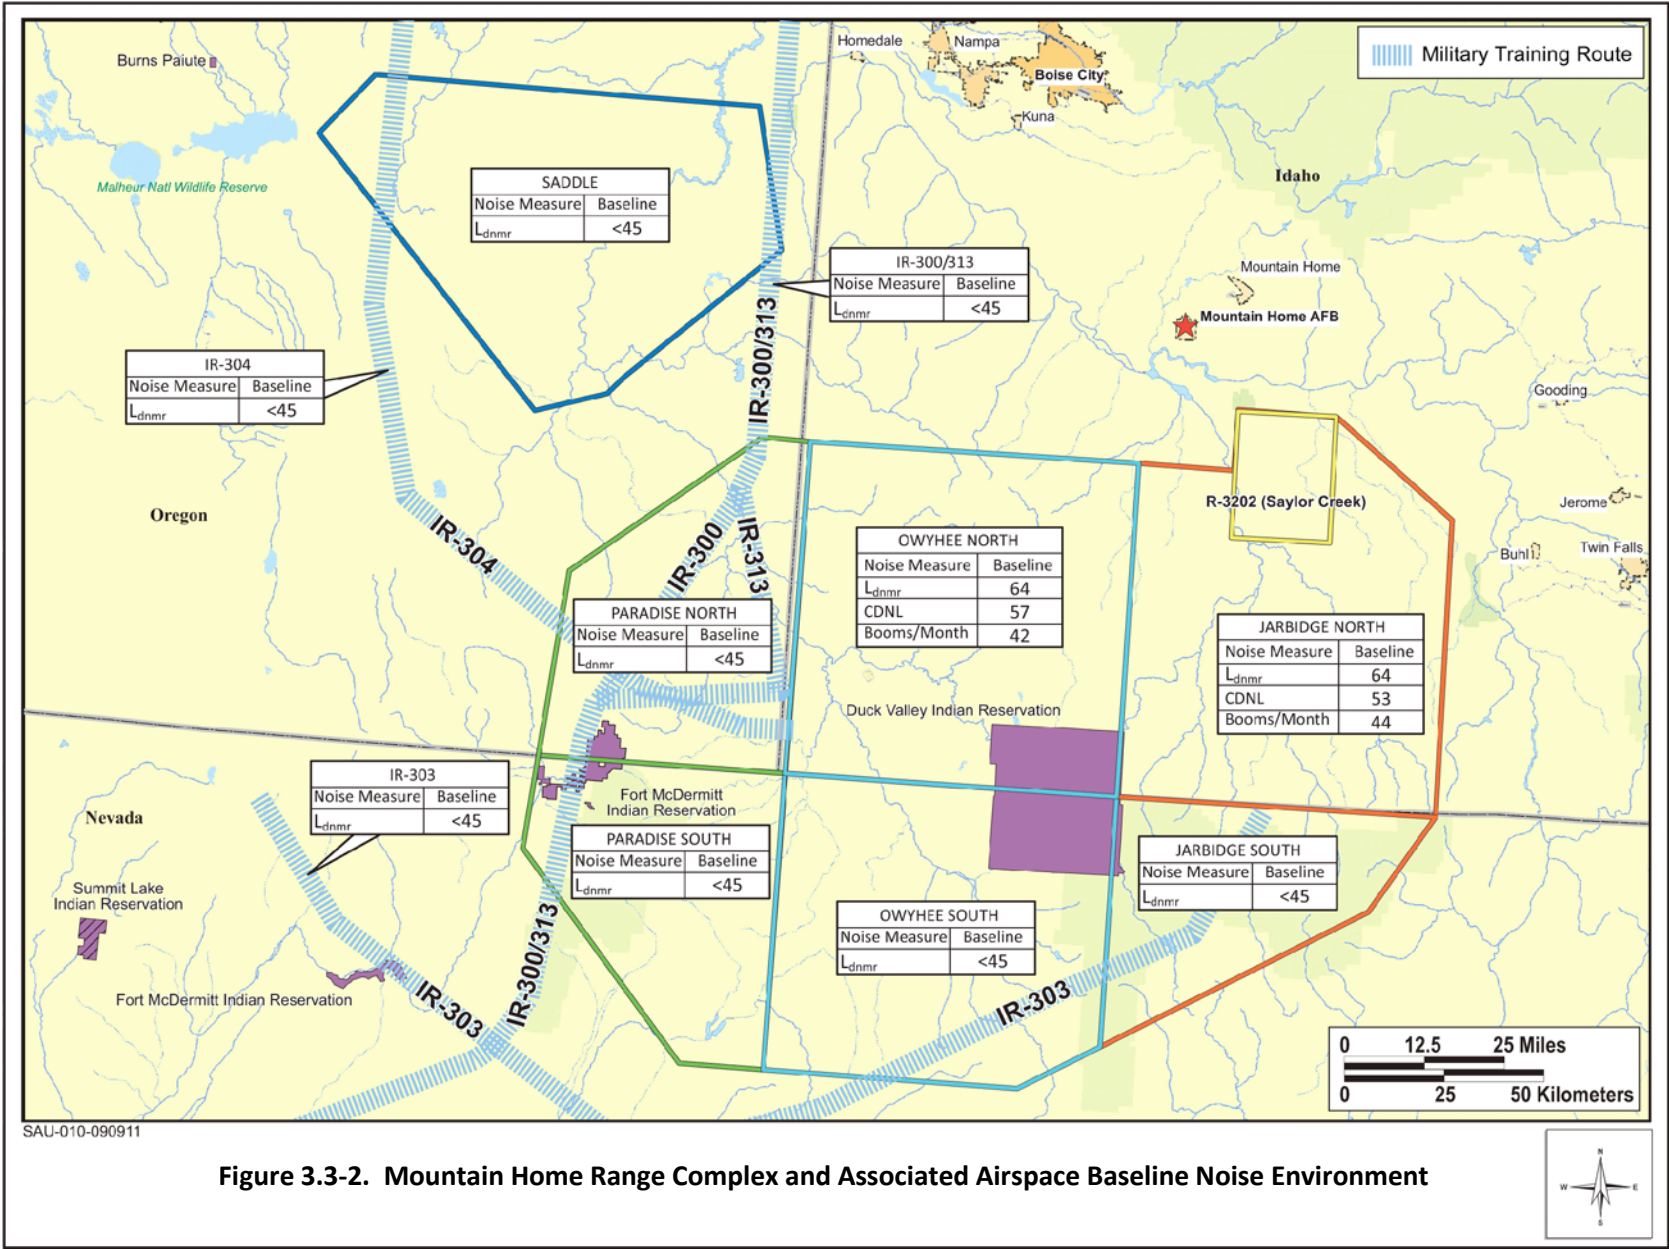 Burns Paiute
Homedale
Nampa
Boise City
Kuna
Military Training Route
Malheur Natl Wildlife Reserve
Idaho
SADDLE
Noise Measure Baseline
Ldnmr <45
IR-300/313
Noise Measure Baseline
Ldnmr <45
Mountain Home
Mountain Home AFB
IR-300/313
IR-304
Noise Measure Baseline
Ldnmr <45
Gooding
Oregon
IR-304
IR-300
IR-313
R-3202 (Saylor Creek)
Jerome
Buhl
Twin Falls
OWYHEE NORTH
Noise Measure Baseline
Ldnmr 64
CDNL 57
Booms/Month 42
PARADISE NORTH
Noise Measure Baseline
Ldnmr <45
JARBIDGE NORTH
Noise Measure Baseline
Ldnmr 64
CDNL 53
Booms/Month 44
Duck Valley Indian Reservation
IR-303
Noise Measure Baseline
Ldnmr <45
Nevada
Fort McDermitt
Indian Reservation
PARADISE SOUTH
Noise Measure Baseline
Ldnmr <45
JARBIDGE SOUTH
Noise Measure Baseline
Ldnmr <45
Summit Lake
Indian Reservation
OWYHEE SOUTH
Noise Measure Baseline
Ldnmr <45
Fort McDermitt Indian Reservation
IR-303
IR-300/313
IR-303
0 12.5 25 Miles
0 25 50 Kilometers
SAU-010-090911
Figure 3.3-2. Mountain Home Range Complex and Associated Airspace Baseline Noise Environment
N
W E
S